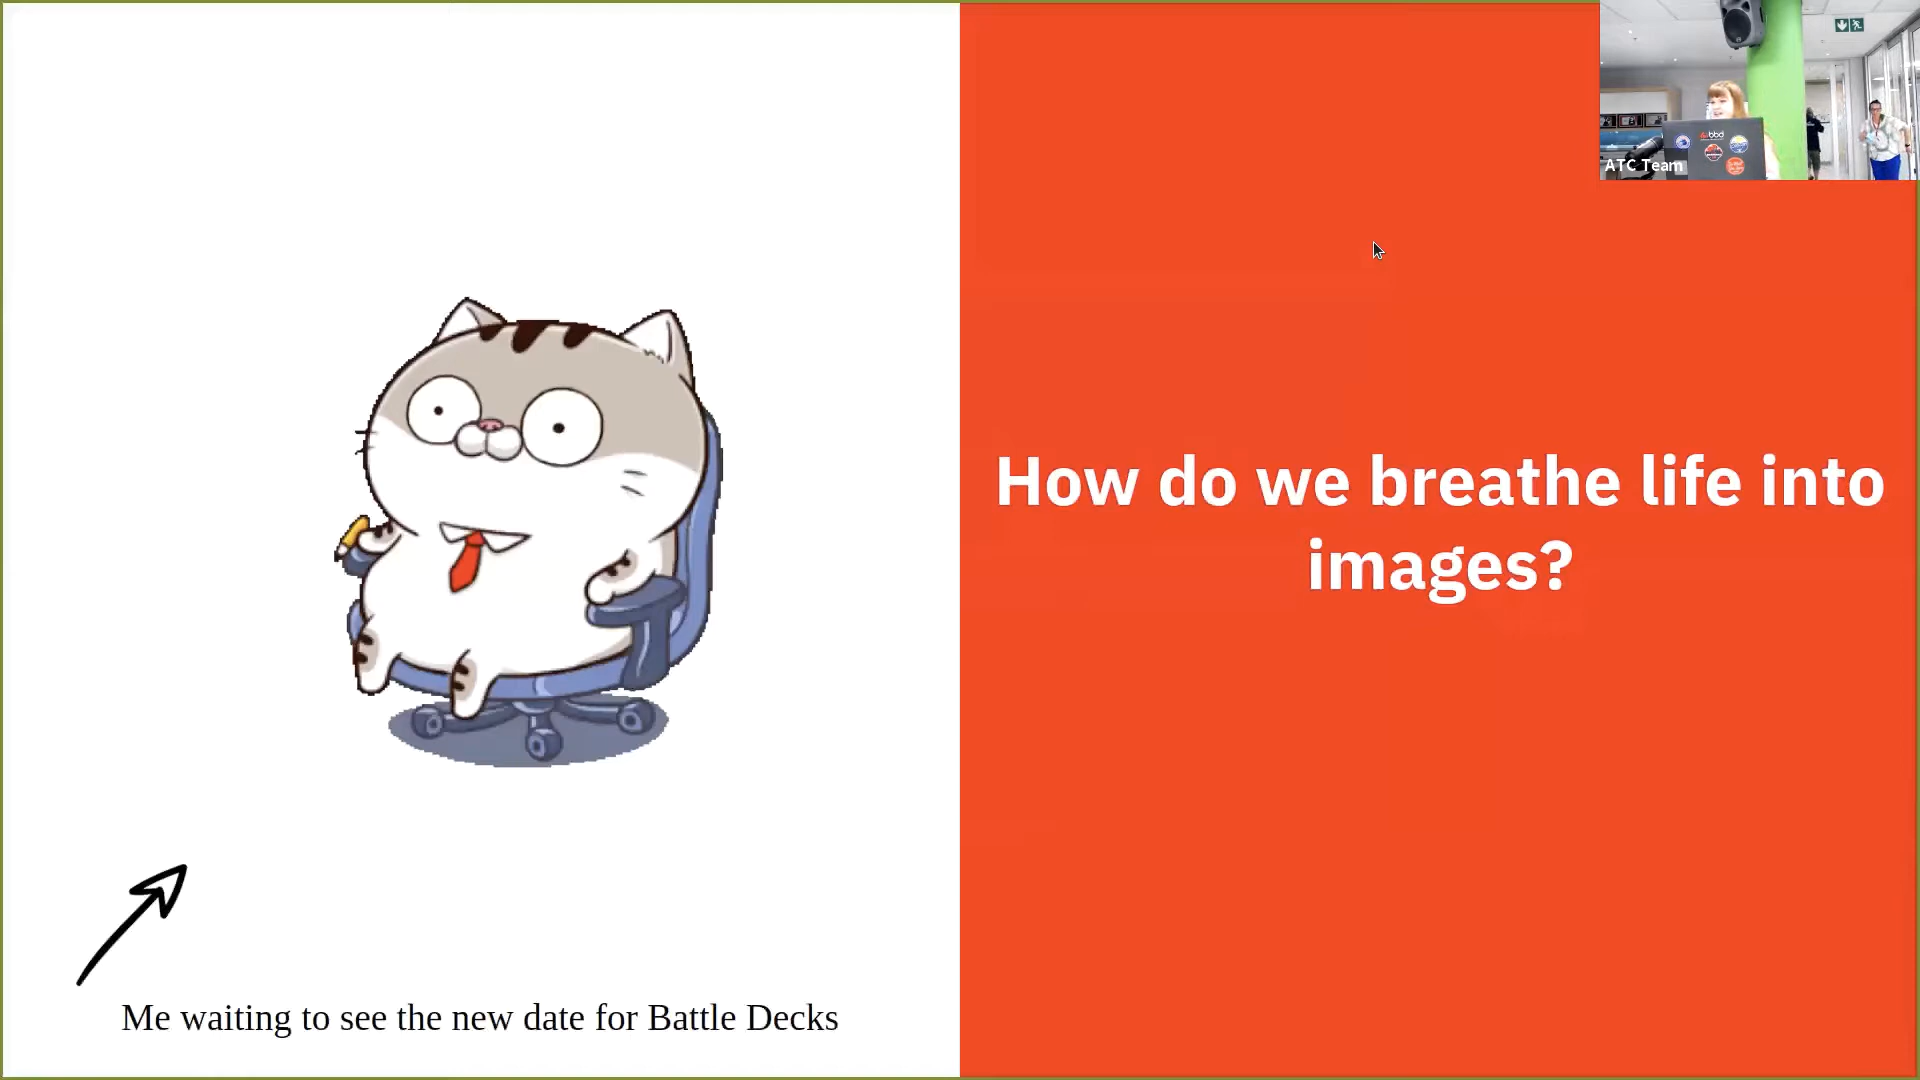 How do we breathe life into
images?
Me waiting to see the new date for Battle Decks
ATC Team
bbd